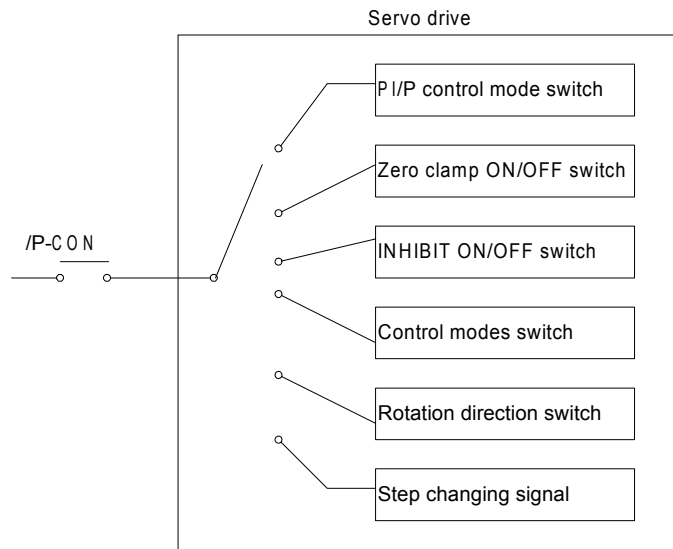 Servo drive
PI/P control mode switch
Zero clamp ON/OFF switch
/P-CON
INHIBIT ON/OFF switch
Control modes switch
Rotation direction switch
Step changing signal